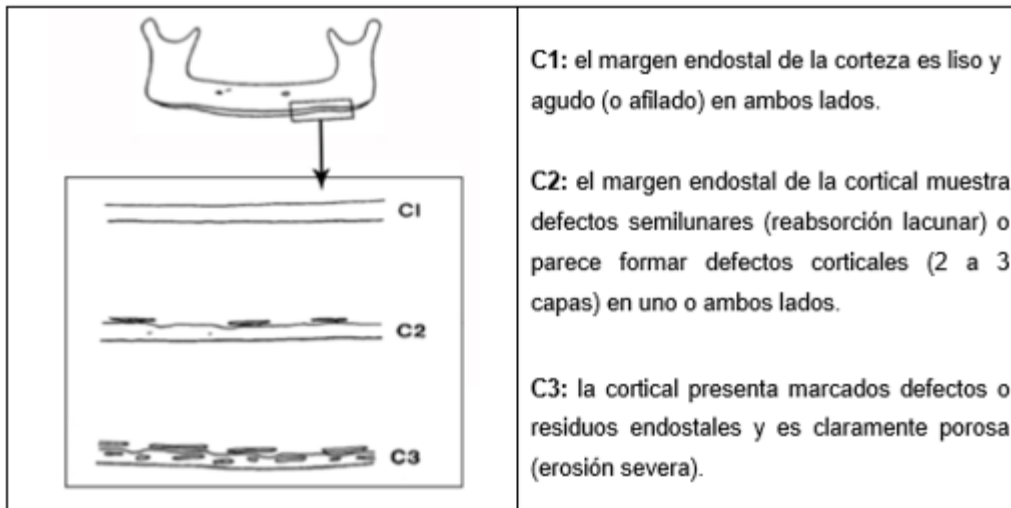 C1
C2
C3
C1: el margen endostal de la corteza es liso y
agudo (o afilado) en ambos lados.
C2: el margen endostal de la cortical muestra
defectos semilunares (reabsorción lacunar) o
parece formar defectos corticales (2 a 3
capas) en uno o ambos lados.
C3: la cortical presenta marcados defectos o
residuos endostales y es claramente porosa
(erosión severa).